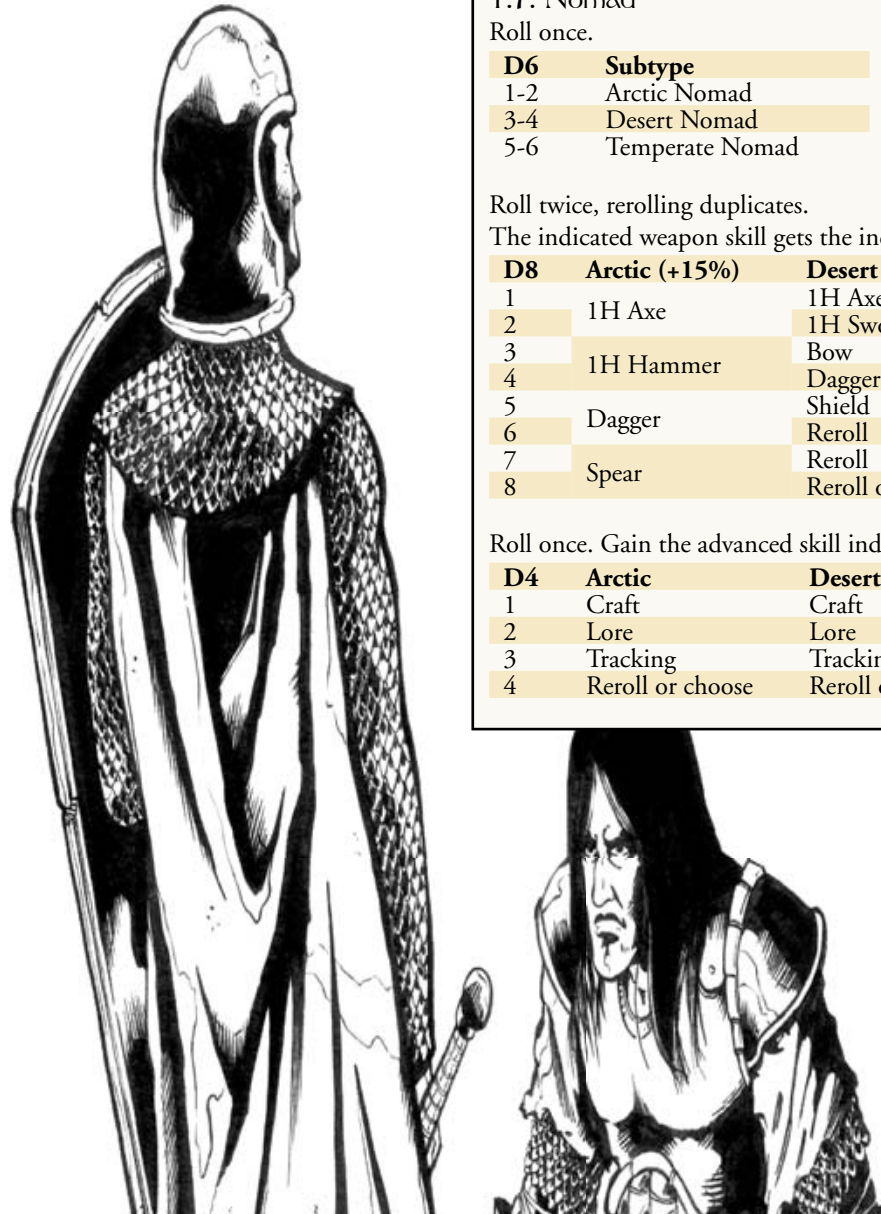 1.7. Nomad
Roll once.
D6 Subtype
1-2 Arctic Nomad
3-4 Desert Nomad
5-6 Temperate Nomad
Roll twice, rerolling duplicates.
The indicated weapon skill gets the
D8 Arctic (+15%) Desert
1 1H Axe 1H Axe
2 1H
3 1H Hammer Bow
4 Dagger
5 Dagger Shield
6 Reroll
7 Spear Reroll
8 Reroll
Roll once. Gain the advanced skill
D4 Arctic Desert
1 Craft Craft
2 Lore Lore
3 Tracking
4 Reroll or choose Reroll